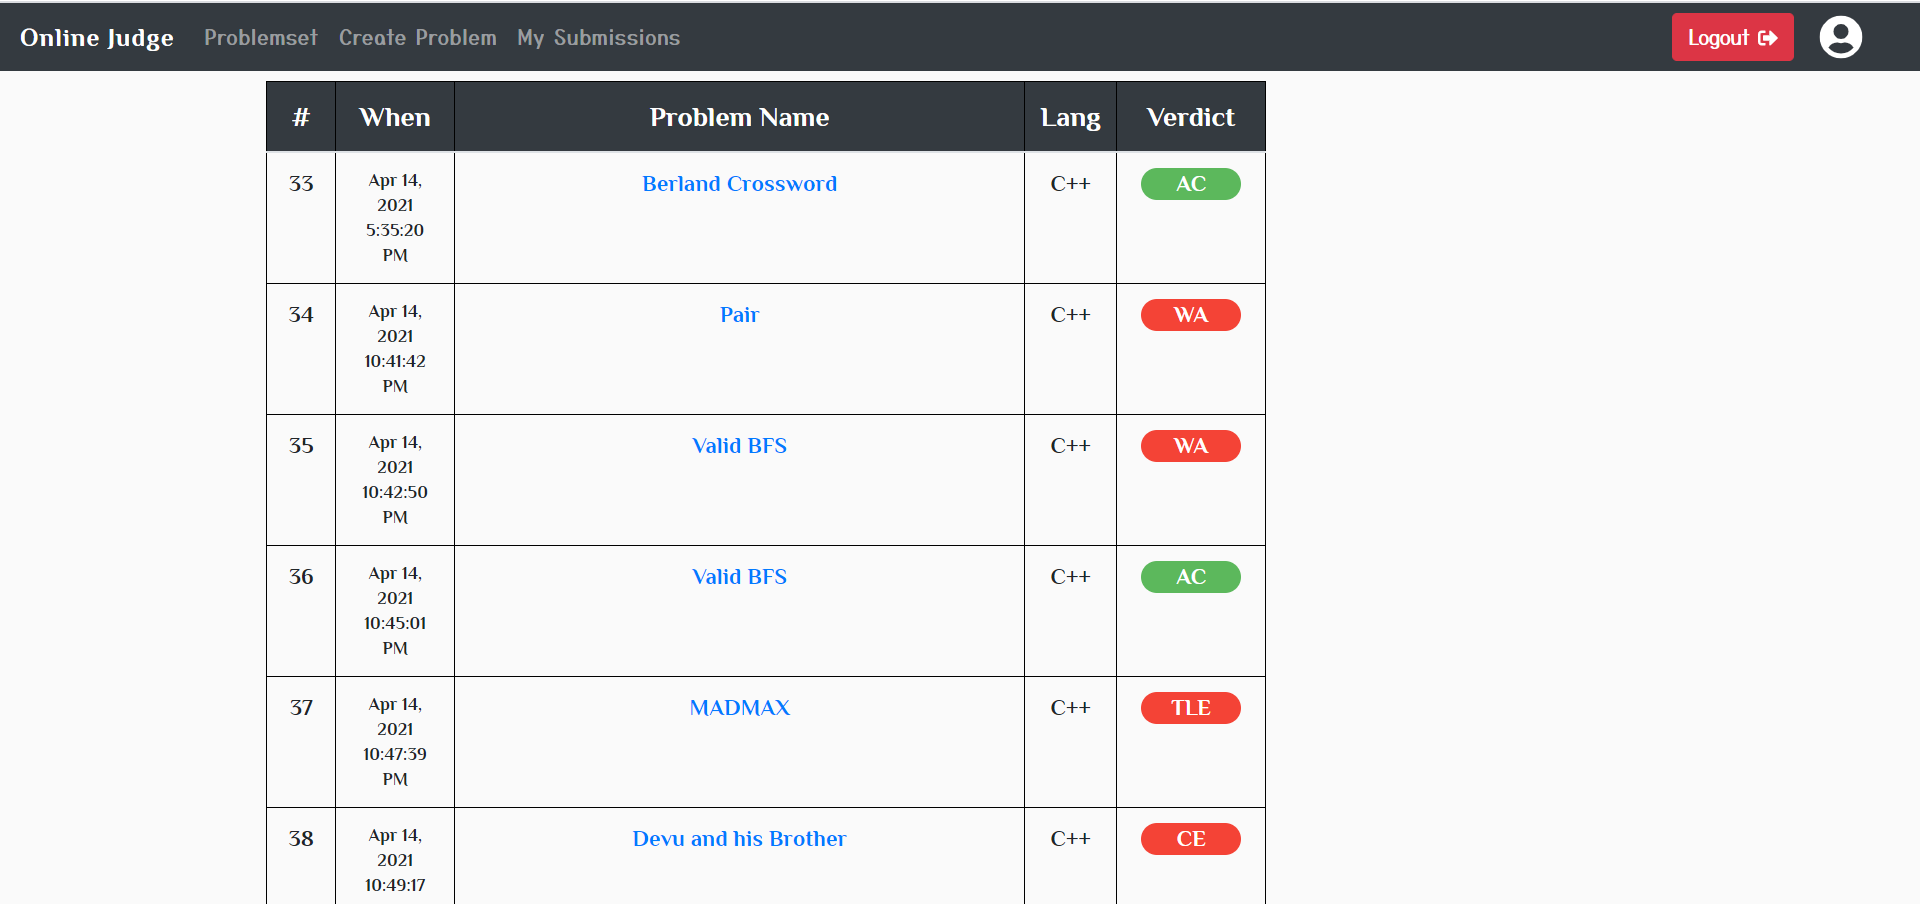 Online Judge Problemset Create Problem My Submissions Logout
# When Problem Name Lang Verdict
33 Apr 14, Berland Crossword C++ AC
2021
5:35:20
PM
34 Apr 14, Pair C++ WA
2021
10:41:42
PM
35 Apr 14, Valid BFS C++ WA
2021
10:42:50
PM
36 Apr 14, Valid BFS C++ AC
2021
10:45:01
PM
37 Apr 14, MADMAX C++ TLE
2021
10:47:39
PM
38 Apr 14, Devu and his Brother C++ CE
2021
10:49:17